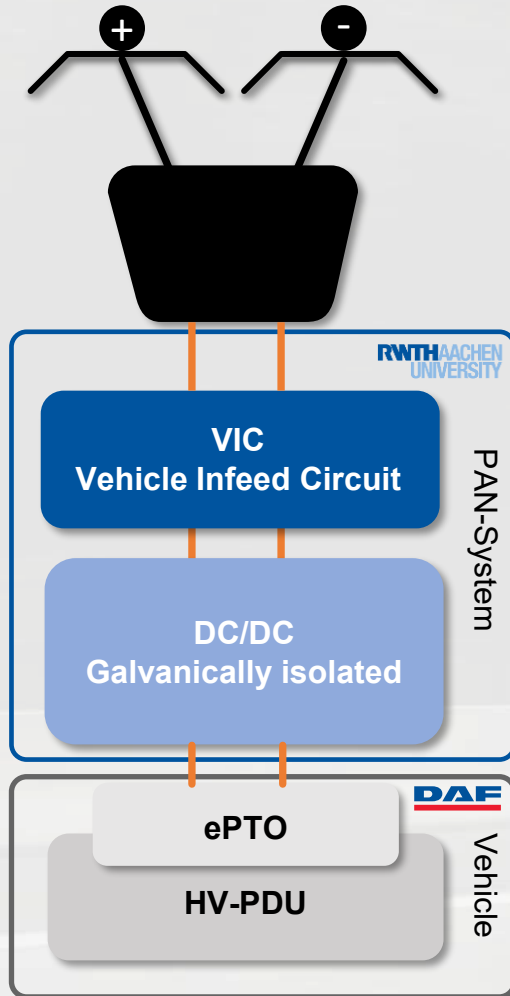 +
-
RWTHAACHEN
UNIVERSITY
VIC
Vehicle Infeed Circuit
PAN-System
DC/DC
Galvanically isolated
DAF
ePTO
HV-PDU
Vehicle